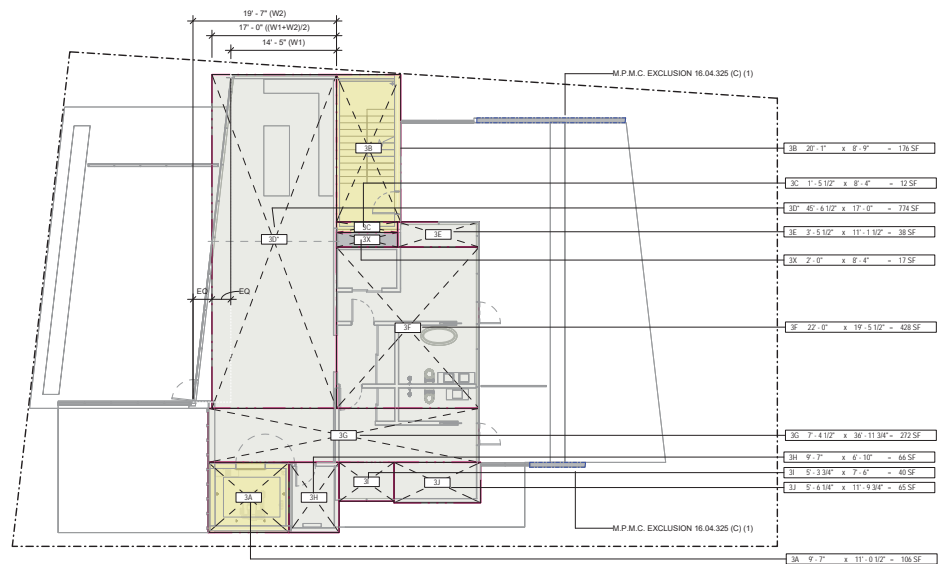 19' - 7" (W2)
17' - 0" ((W1+W2)/2)
14' - 5" (W1)
M.P.M.C. EXCLUSION 16.04.325 (C) (1)
3B 20' - 1" x 8' - 9" = 176 SF
3B
3C 1' - 5 1/2" x 8' - 4" = 12 SF
3D* 45' - 6 1/2" x 17' - 0" = 774 SF
3C
3E 3' - 5 1/2" x 11' - 1 1/2" = 38 SF
3D*
3X
3E
3X 2' - 0" x 8' - 4" = 17 SF
EQ EQ
3F
3F 22' - 0" x 19' - 5 1/2" = 428 SF
3G
3G 7' - 4 1/2" x 36' - 11 3/4" = 272 SF
3H 9' - 7" x 6' - 10" = 66 SF
3I 5' - 3 3/4" x 7' - 6" = 40 SF
3I
3J
3J 5' - 6 1/4" x 11' - 9 3/4" = 65 SF
3A
3H
M.P.M.C. EXCLUSION 16.04.325 (C) (1)
3A 9' - 7" x 11' - 0 1/2" = 106 SF